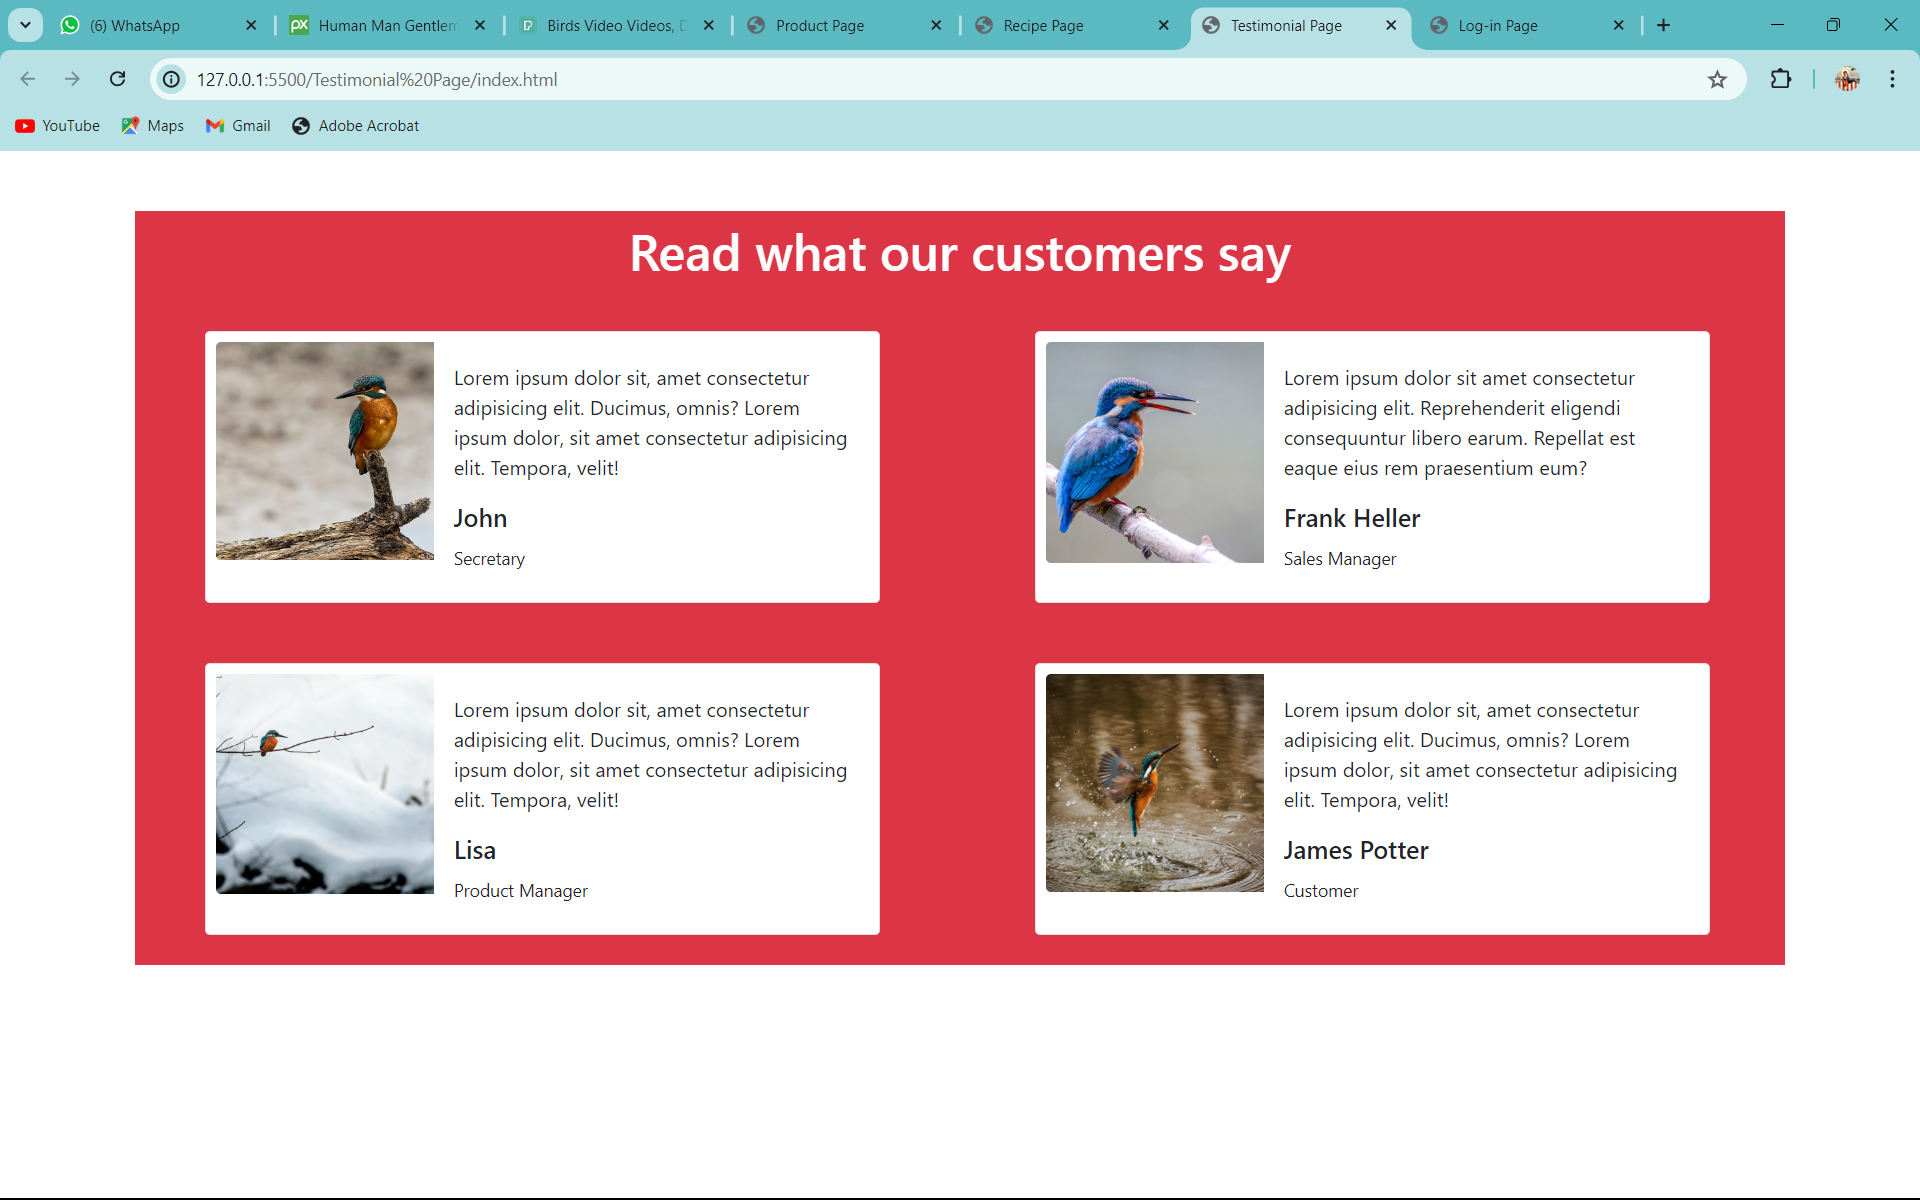 (6) WhatsApp
Human Man Gentlem
Birds Video Videos, D
Product Page
Recipe Page
Testimonial Page
Log-in Page
127.0.0.1:5500/Testimonial%20Page/index.html
YouTube
Maps
Gmail
Adobe Acrobat
Read what our customers say
Lorem ipsum dolor sit, amet consectetur
adipisicing elit. Ducimus, omnis? Lorem
ipsum dolor, sit amet consectetur adipisicing
elit. Tempora, velit!
John
Secretary
Lorem ipsum dolor sit amet consectetur
adipisicing elit. Reprehenderit eligendi
consequuntur libero earum. Repellat est
eaque eius rem praesentium eum?
Frank Heller
Sales Manager
Lorem ipsum dolor sit, amet consectetur
adipisicing elit. Ducimus, omnis? Lorem
ipsum dolor, sit amet consectetur adipisicing
elit. Tempora, velit!
Lisa
Product Manager
Lorem ipsum dolor sit, amet consectetur
adipisicing elit. Ducimus, omnis? Lorem
ipsum dolor, sit amet consectetur adipisicing
elit. Tempora, velit!
James Potter
Customer